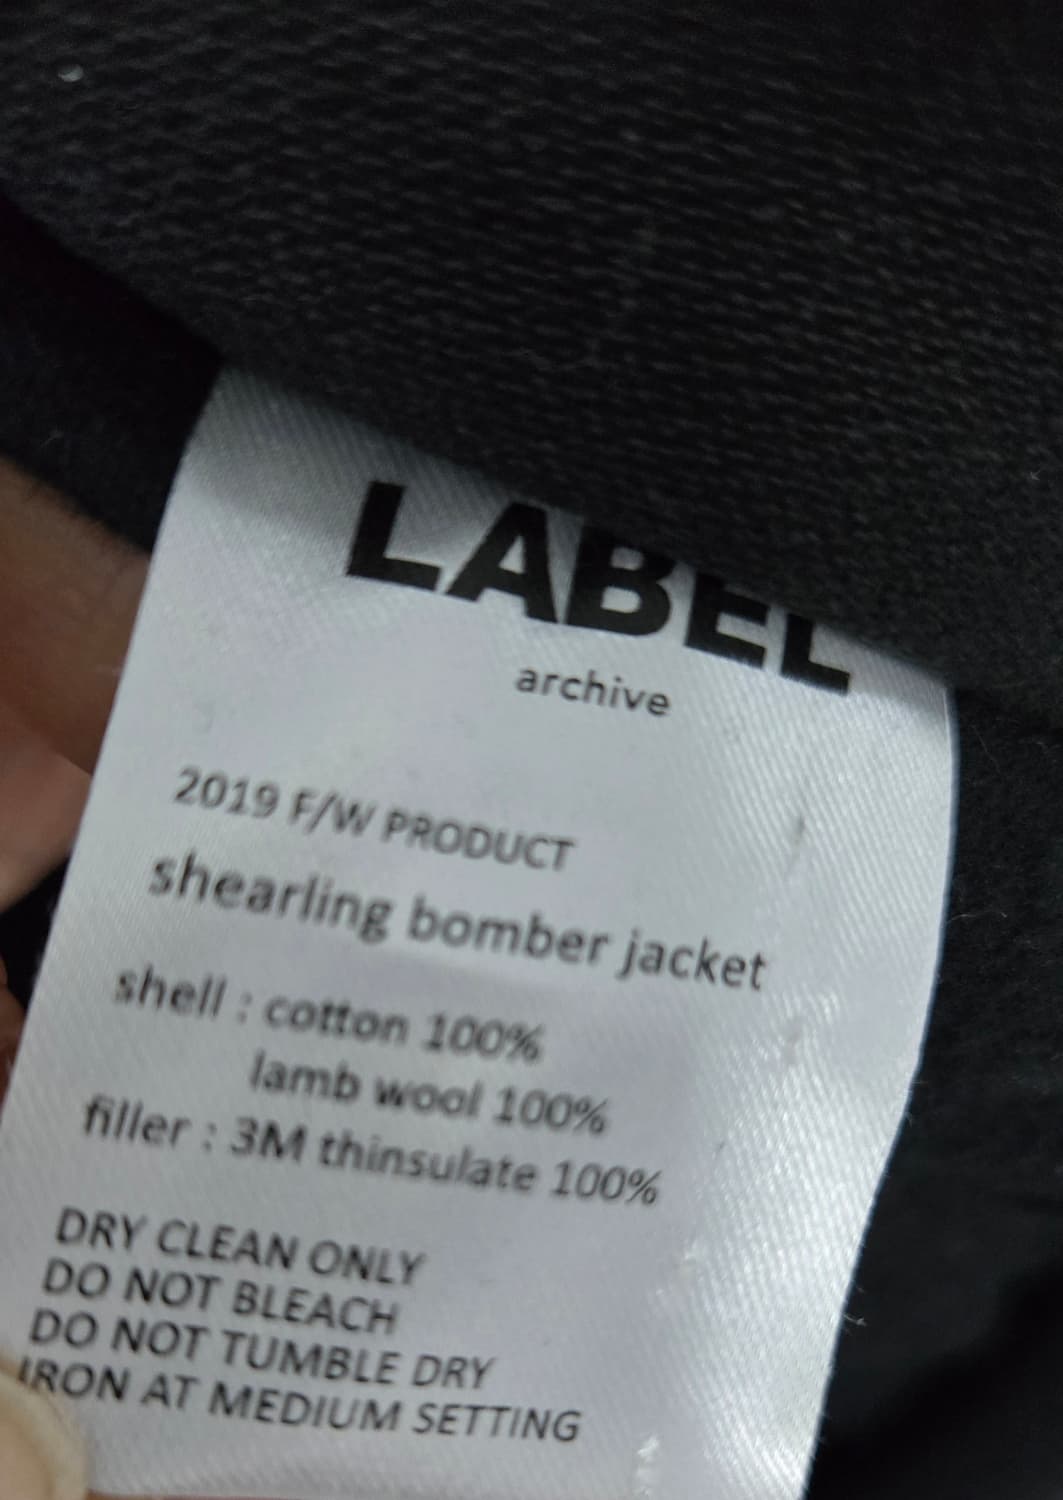 LABEL
archive
2019 F/W PRODUCT
shearling bomber jacket
shell : cotton 100%
lamb wool 100%
filler : 3M thinsulate 100%
DRY CLEAN ONLY
DO NOT BLEACH
DO NOT TUMBLE DRY
IRON AT MEDIUM SETTING